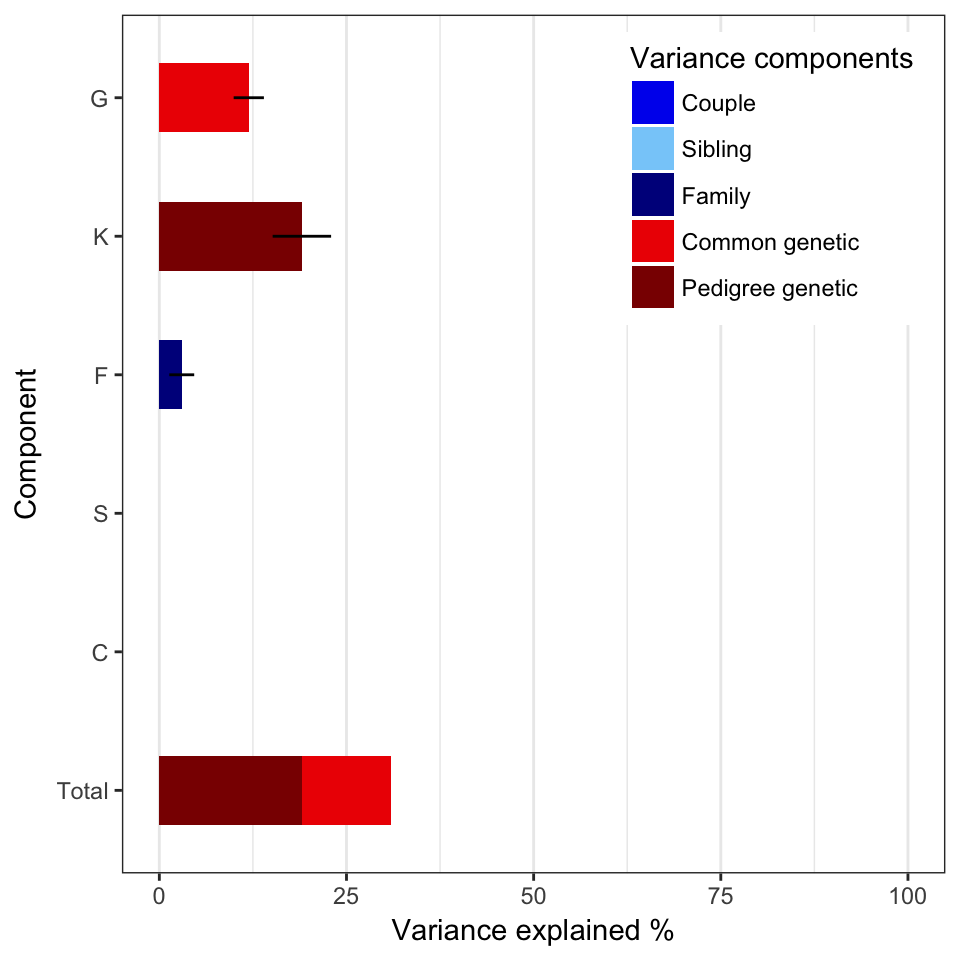 Variance components
Couple
Sibling
Family
Common genetic
Pedigree genetic
G
K
F
S
C
Total
Component
0 25 50 75 100
Variance explained %